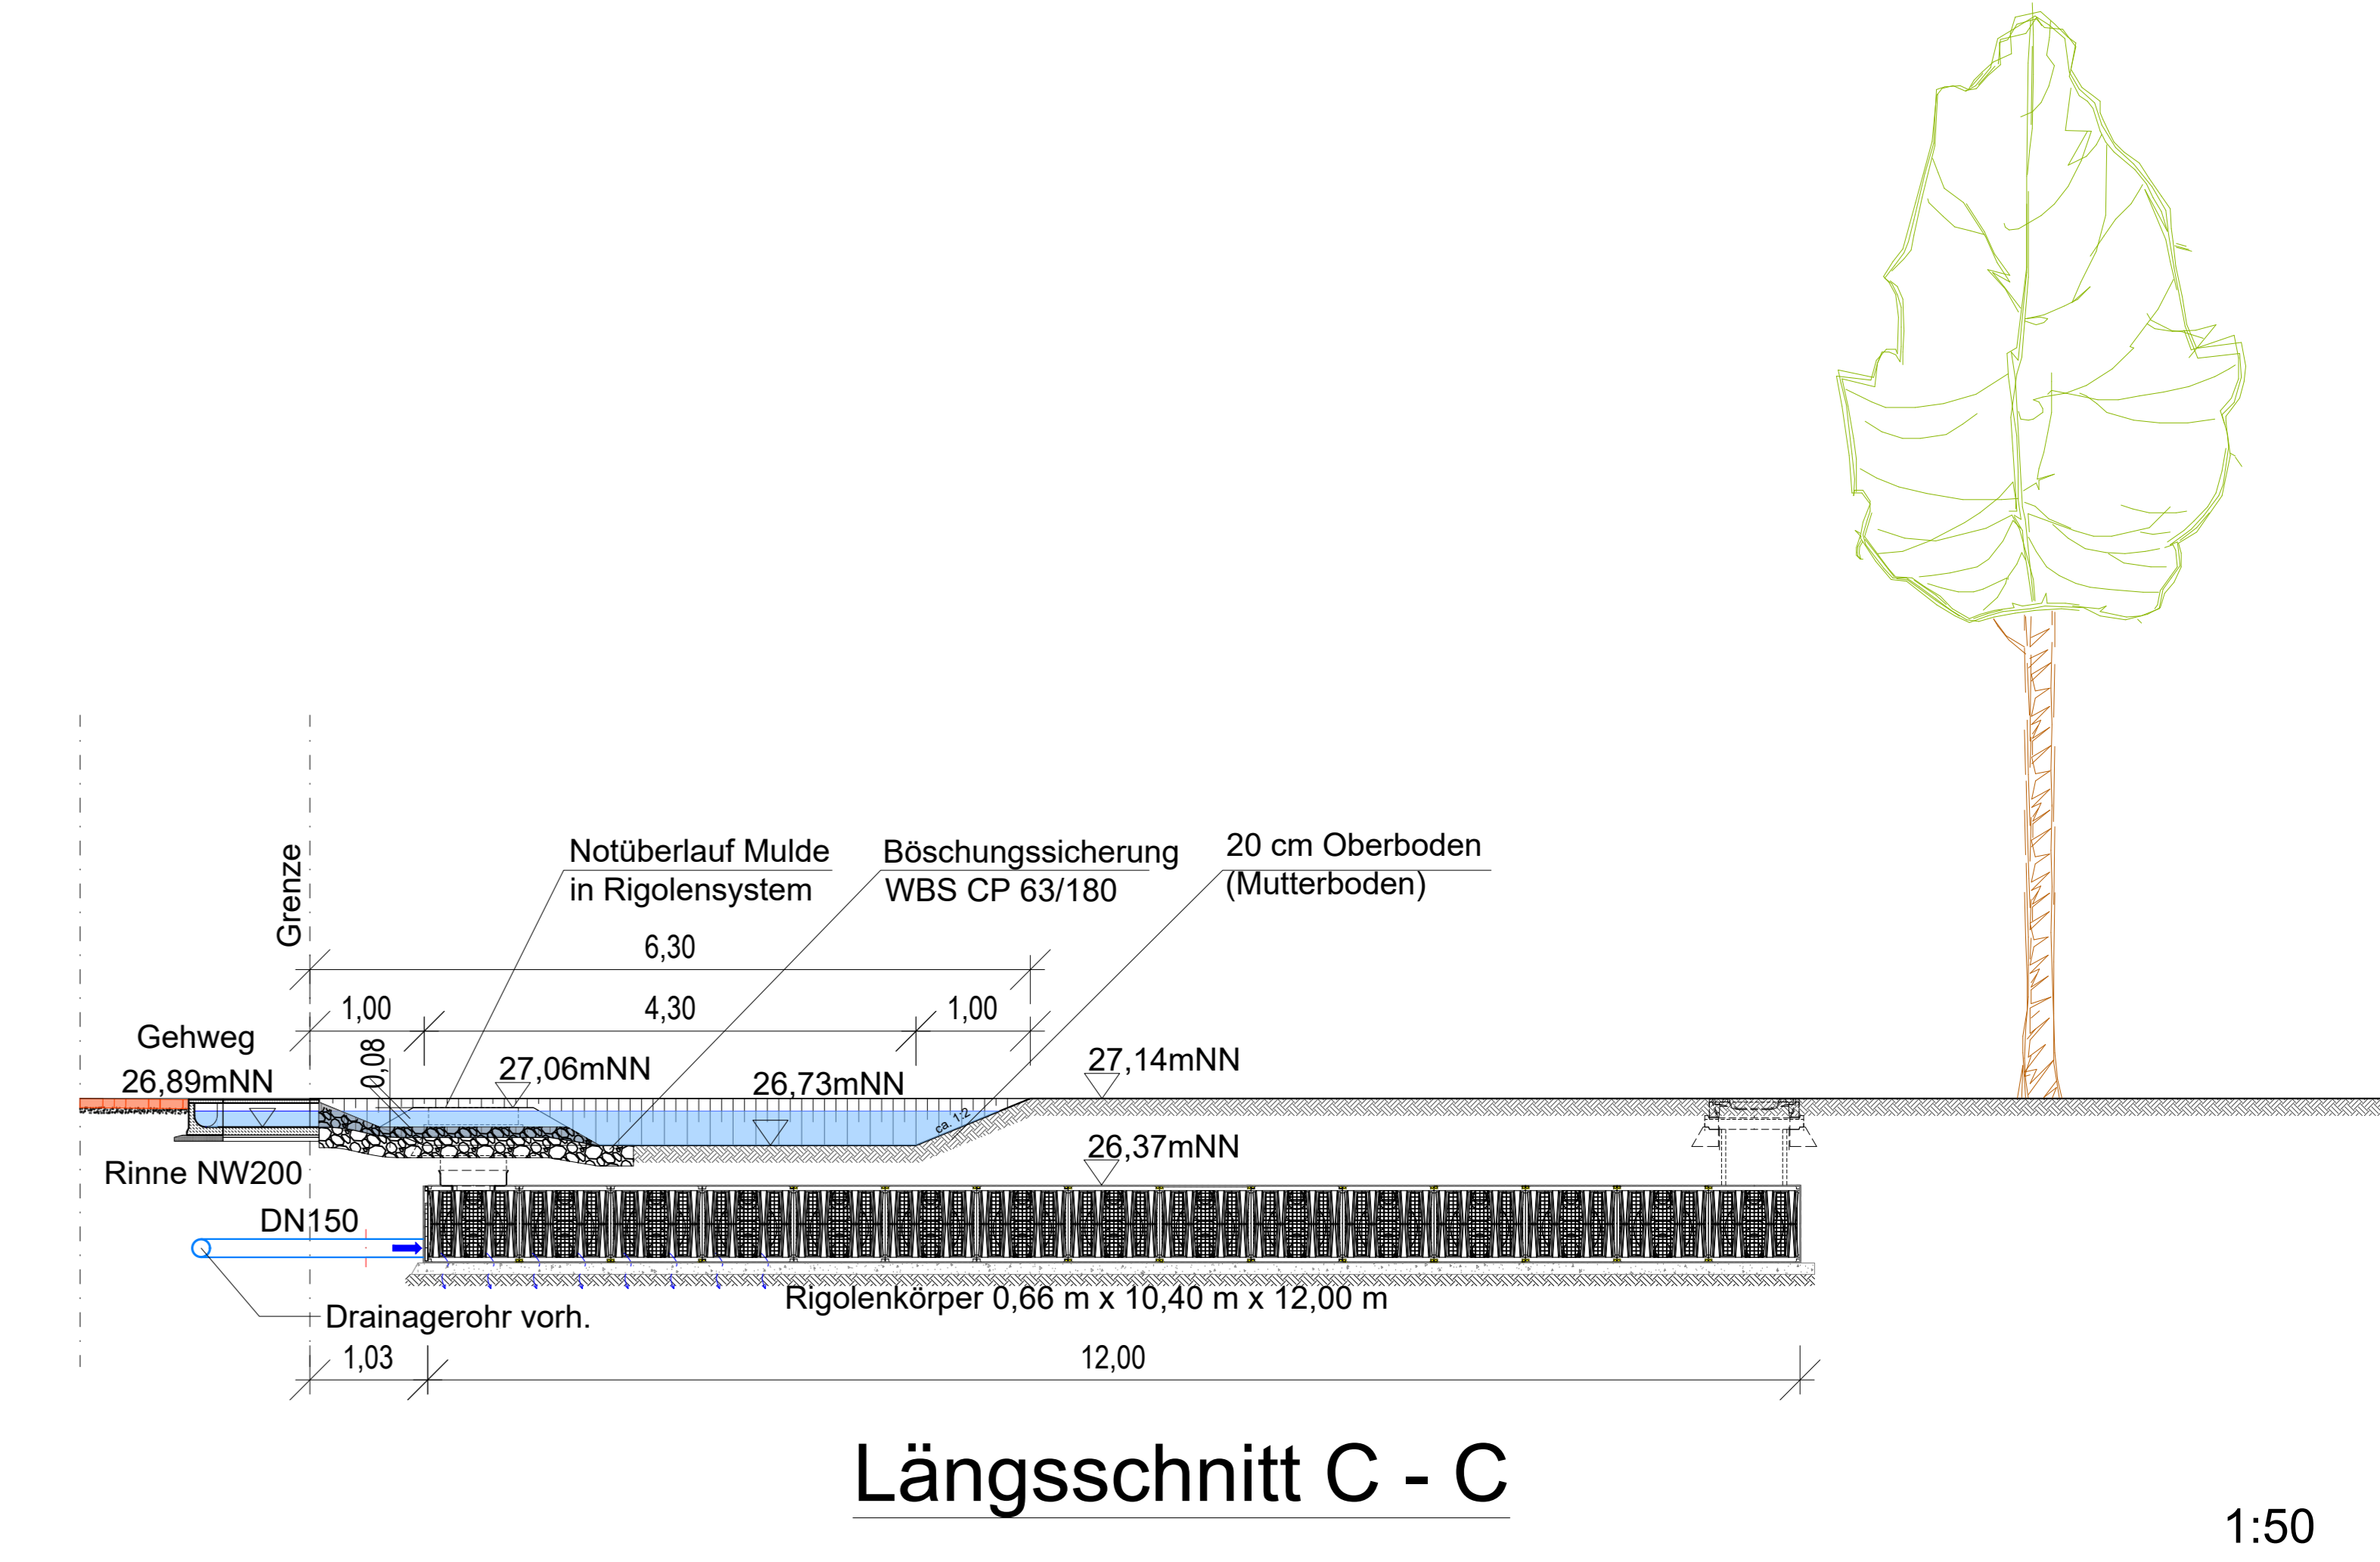 Grenze
Notüberlauf Mulde
in Rigolensystem
Böschungssicherung
WBS CP 63/180
20 cm Oberboden
(Mutterboden)
6,30
1,00
4,30
1,00
Gehweg
0,08
26,89mNN
27,06mNN
26,73mNN
27,14mNN
ca. 1:2
26,37mNN
Rinne NW200
DN150
Rigolenkörper 0,66 m x 10,40 m x 12,00 m
Drainagerohr vorh.
1,03
12,00
Längsschnitt C - C
1:50